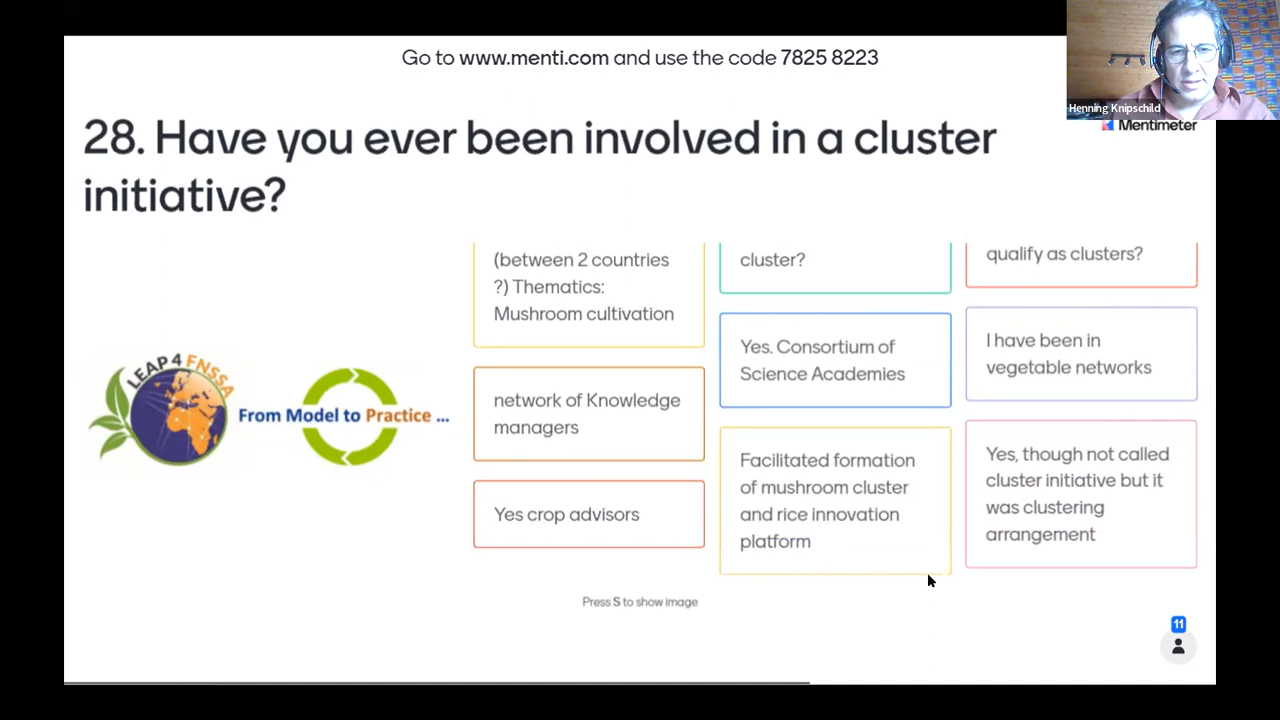 Go to www.menti.com and use the code 7825 8223
Henning Knipschild
Mentimeter
28. Have you ever been involved in a cluster
initiative?
LEAP4FNSSA
From Model to Practice ...
(between 2 countries
?) Thematics:
Mushroom cultivation
network of Knowledge
managers
Yes crop advisors
cluster?
Yes. Consortium of
Science Academies
Facilitated formation
of mushroom cluster
and rice innovation
platform
qualify as clusters?
I have been in
vegetable networks
Yes, though not called
cluster initiative but it
was clustering
arrangement
Press S to show image
11